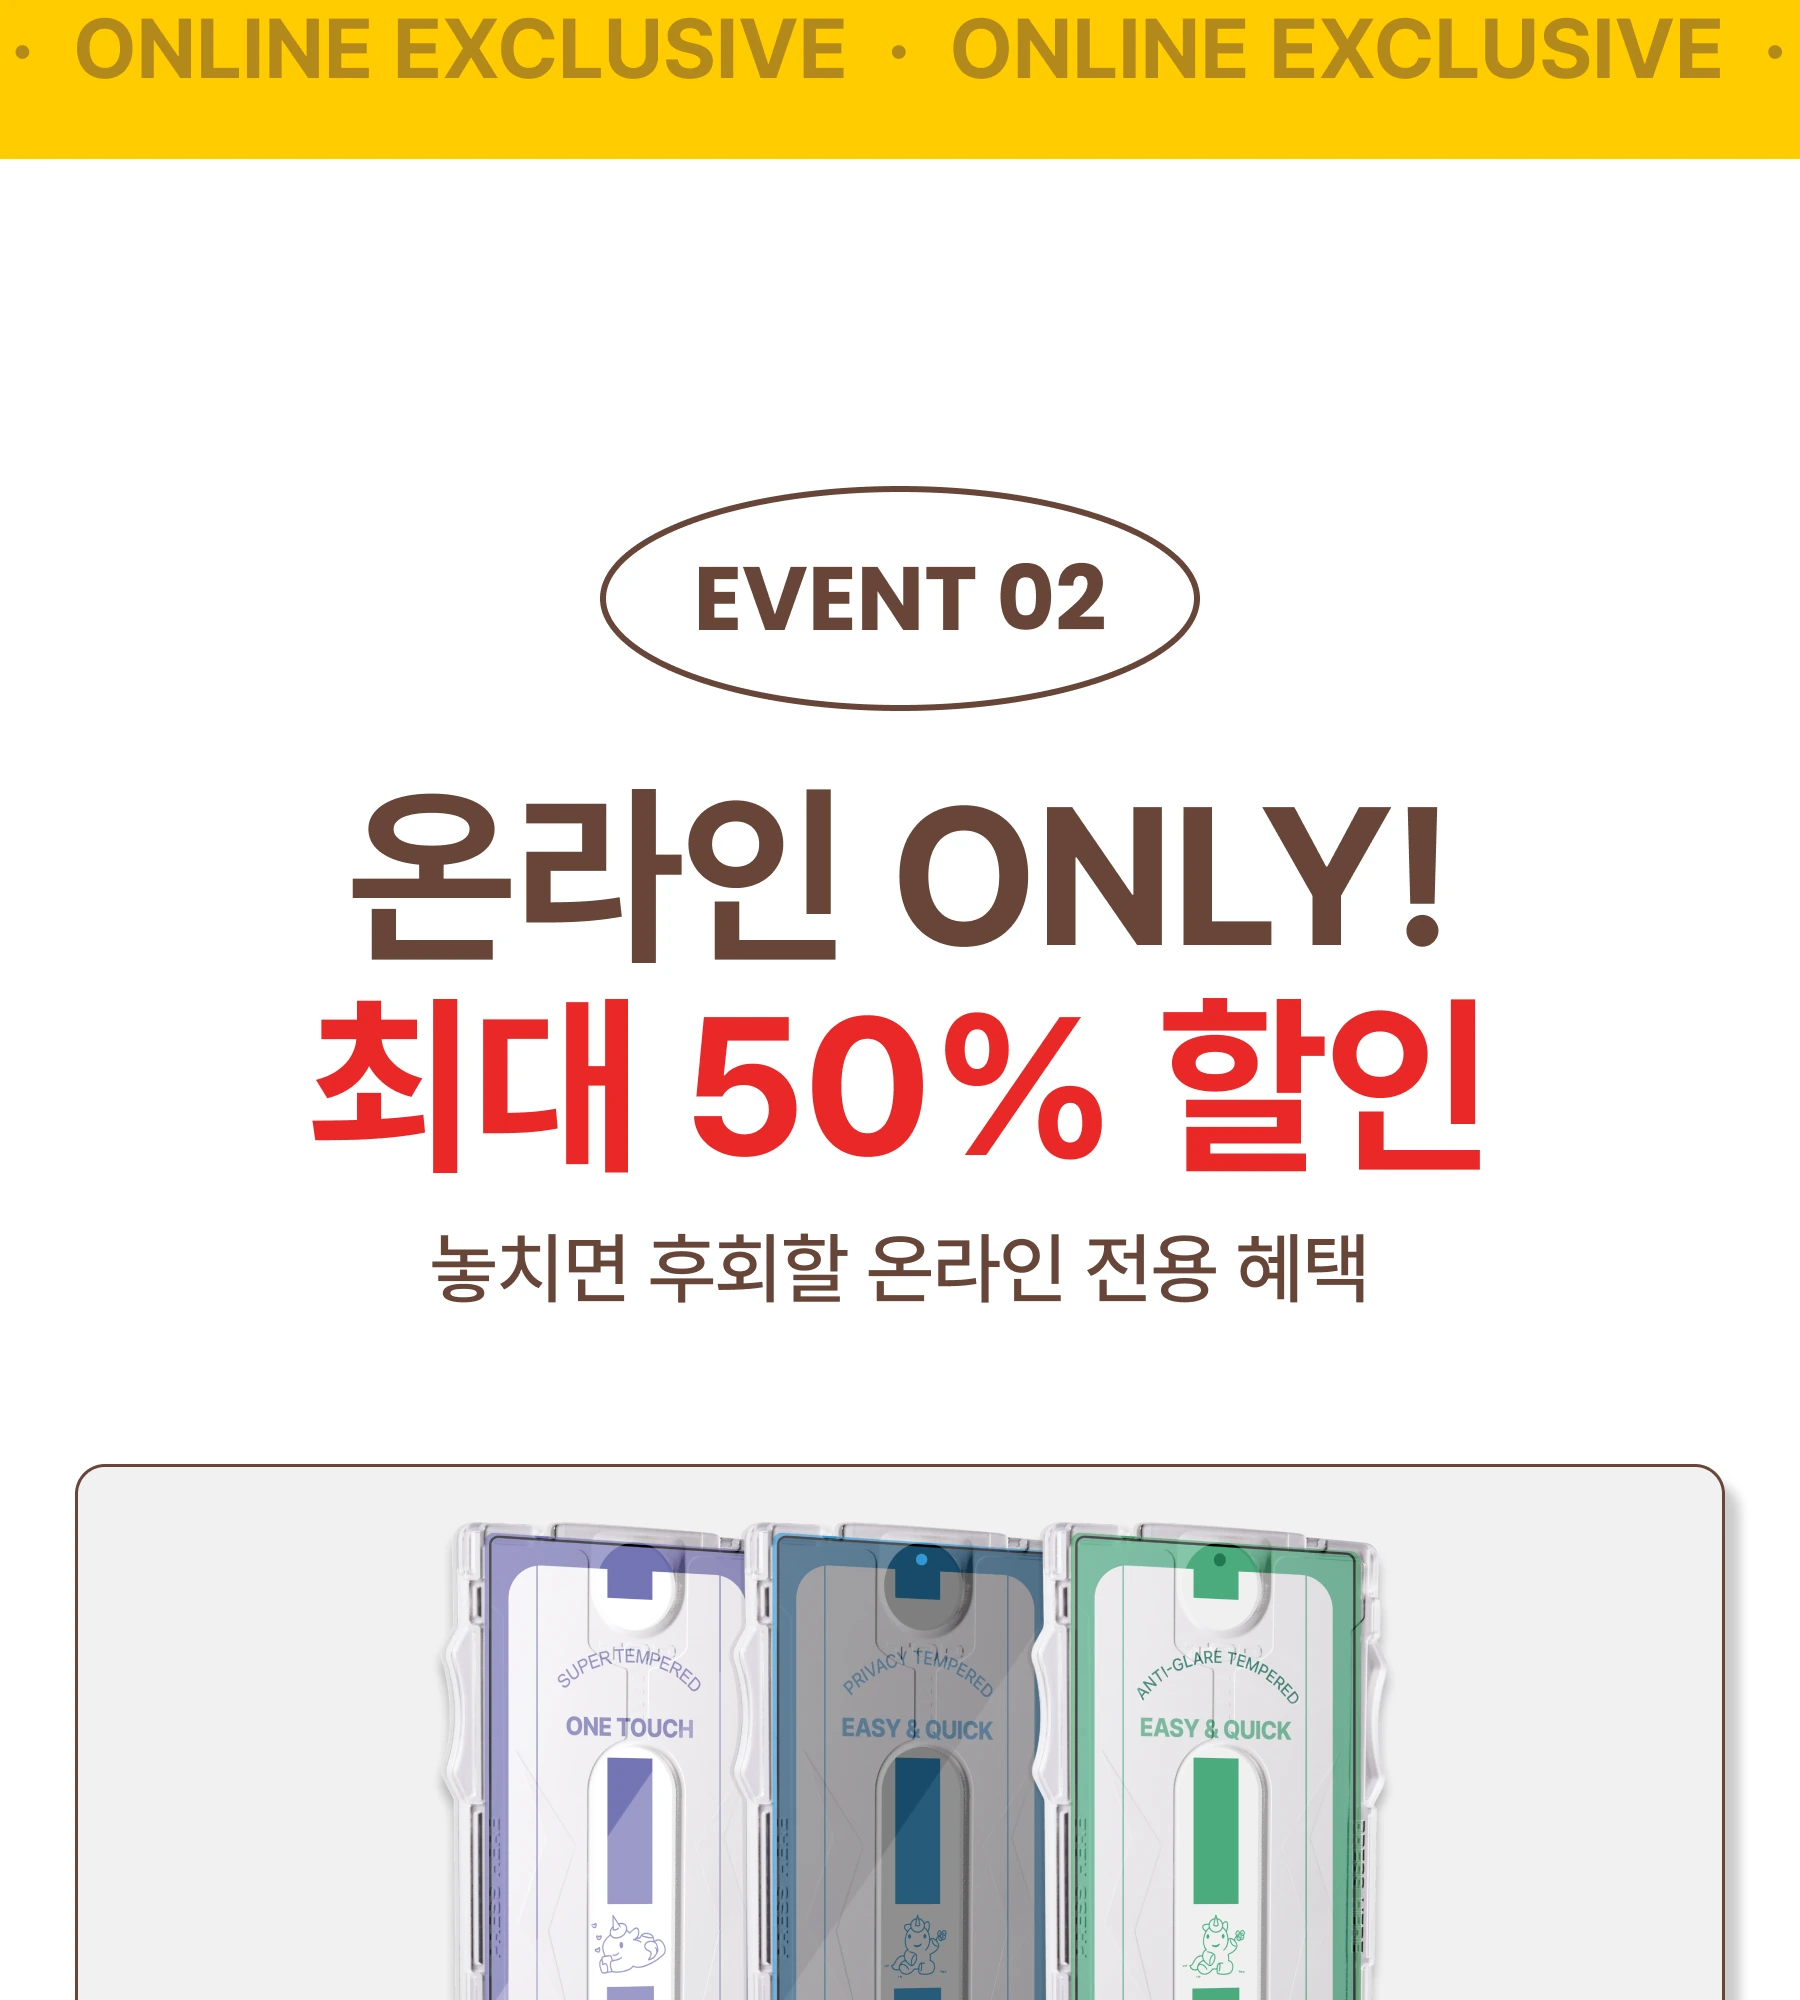 • ONLINE EXCLUSIVE • ONLINE EXCLUSIVE •
EVENT 02
온라인 ONLY!
최대 50% 할인
놓치면 후회할 온라인 전용 혜택
SUPER TEMPERED
ONE TOUCH
PRIVACY TEMPERED
EASY & QUICK
ANTI-GLARE TEMPERED
EASY & QUICK